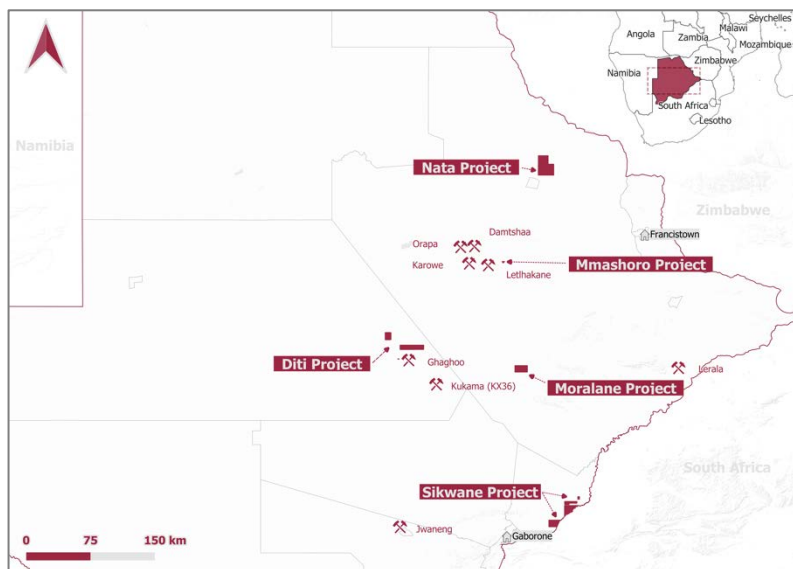 Seychelles
Malawi
Angola
Zambia
Mozambique
Zimbabwe
Namibia
South Africa
Lesotho
Namibia
Nata Project
Zimbabwe
Damtshaa
Francistown
Orapa
Karowe
Letlhakane
Mmashoro Project
Diti Project
Ghaghoo
Lerala
Kukama (KX36)
Moralane Project
South Africa
Sikwane Project
Jwaneng
Gaborone
0 75 150 km